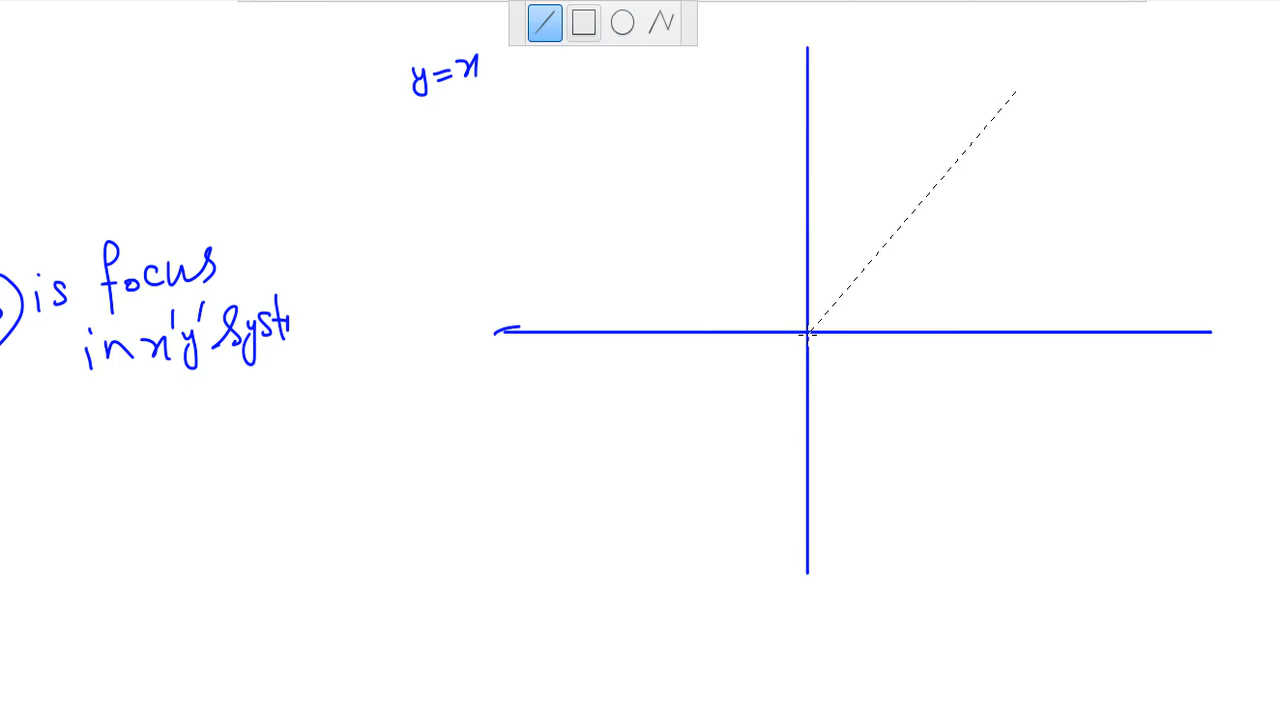 y=x
is focus
in x'y' syst